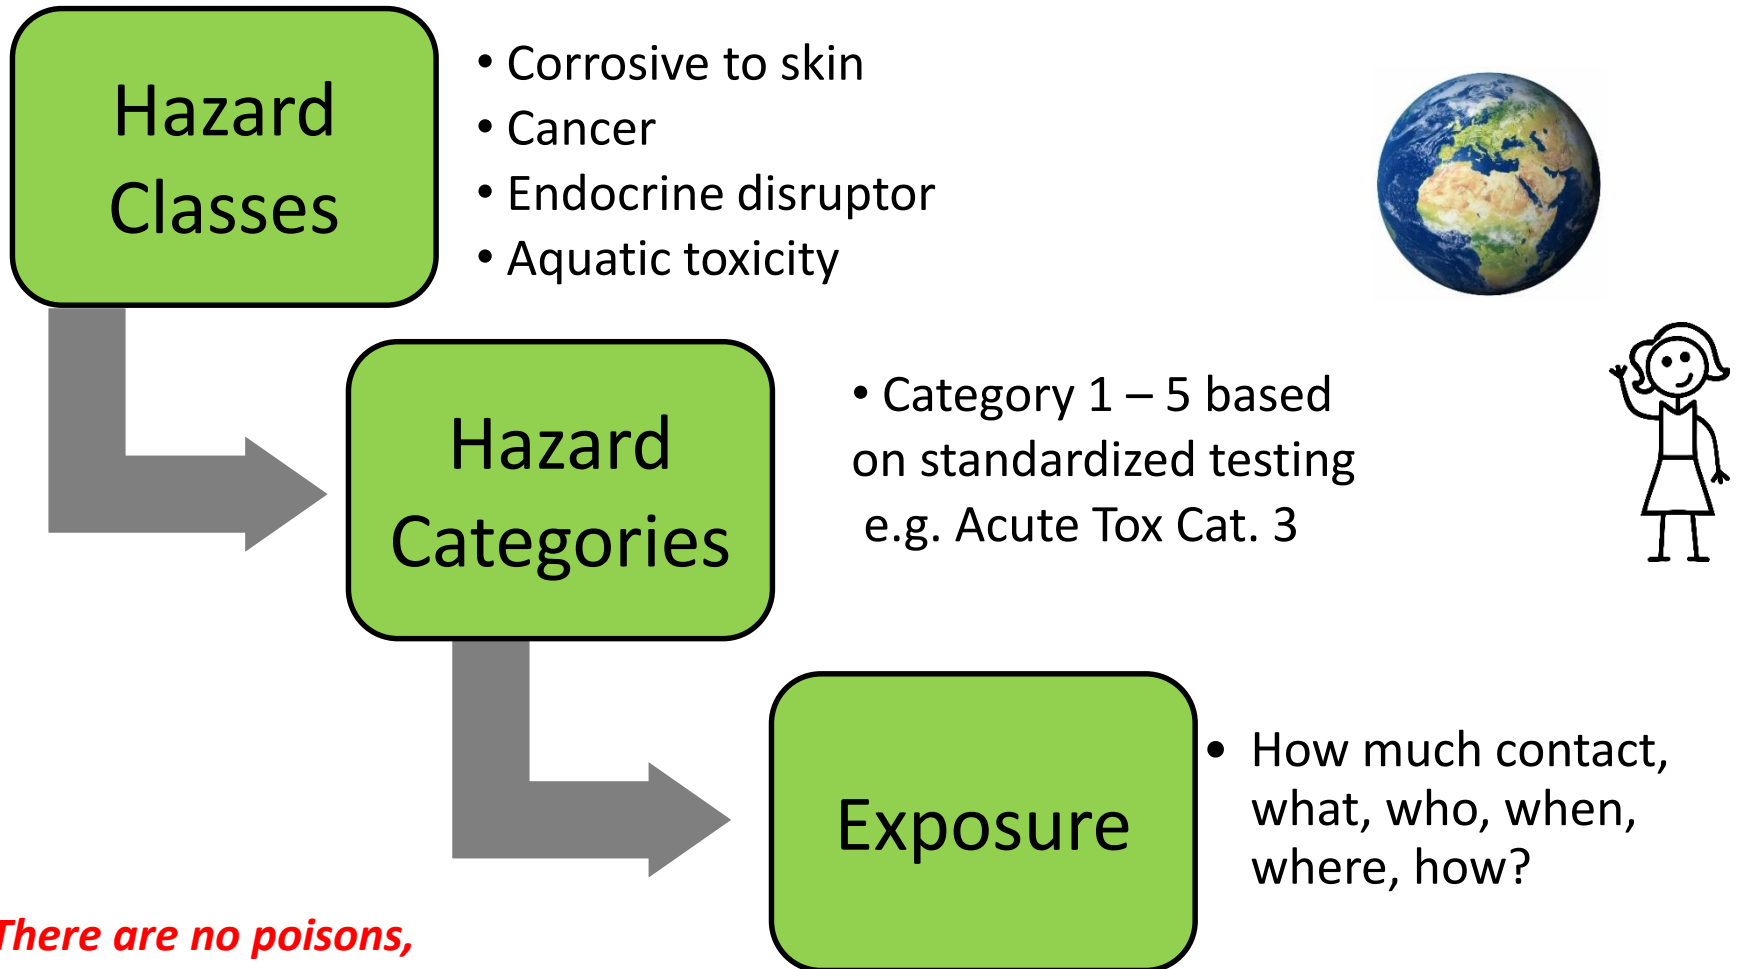 Hazard
Classes
• Corrosive to skin
• Cancer
• Endocrine disruptor
• Aquatic toxicity
Hazard
Categories
• Category 1 – 5 based
on standardized testing
e.g. Acute Tox Cat. 3
Exposure
• How much contact,
what, who, when,
where, how?
There are no poisons,